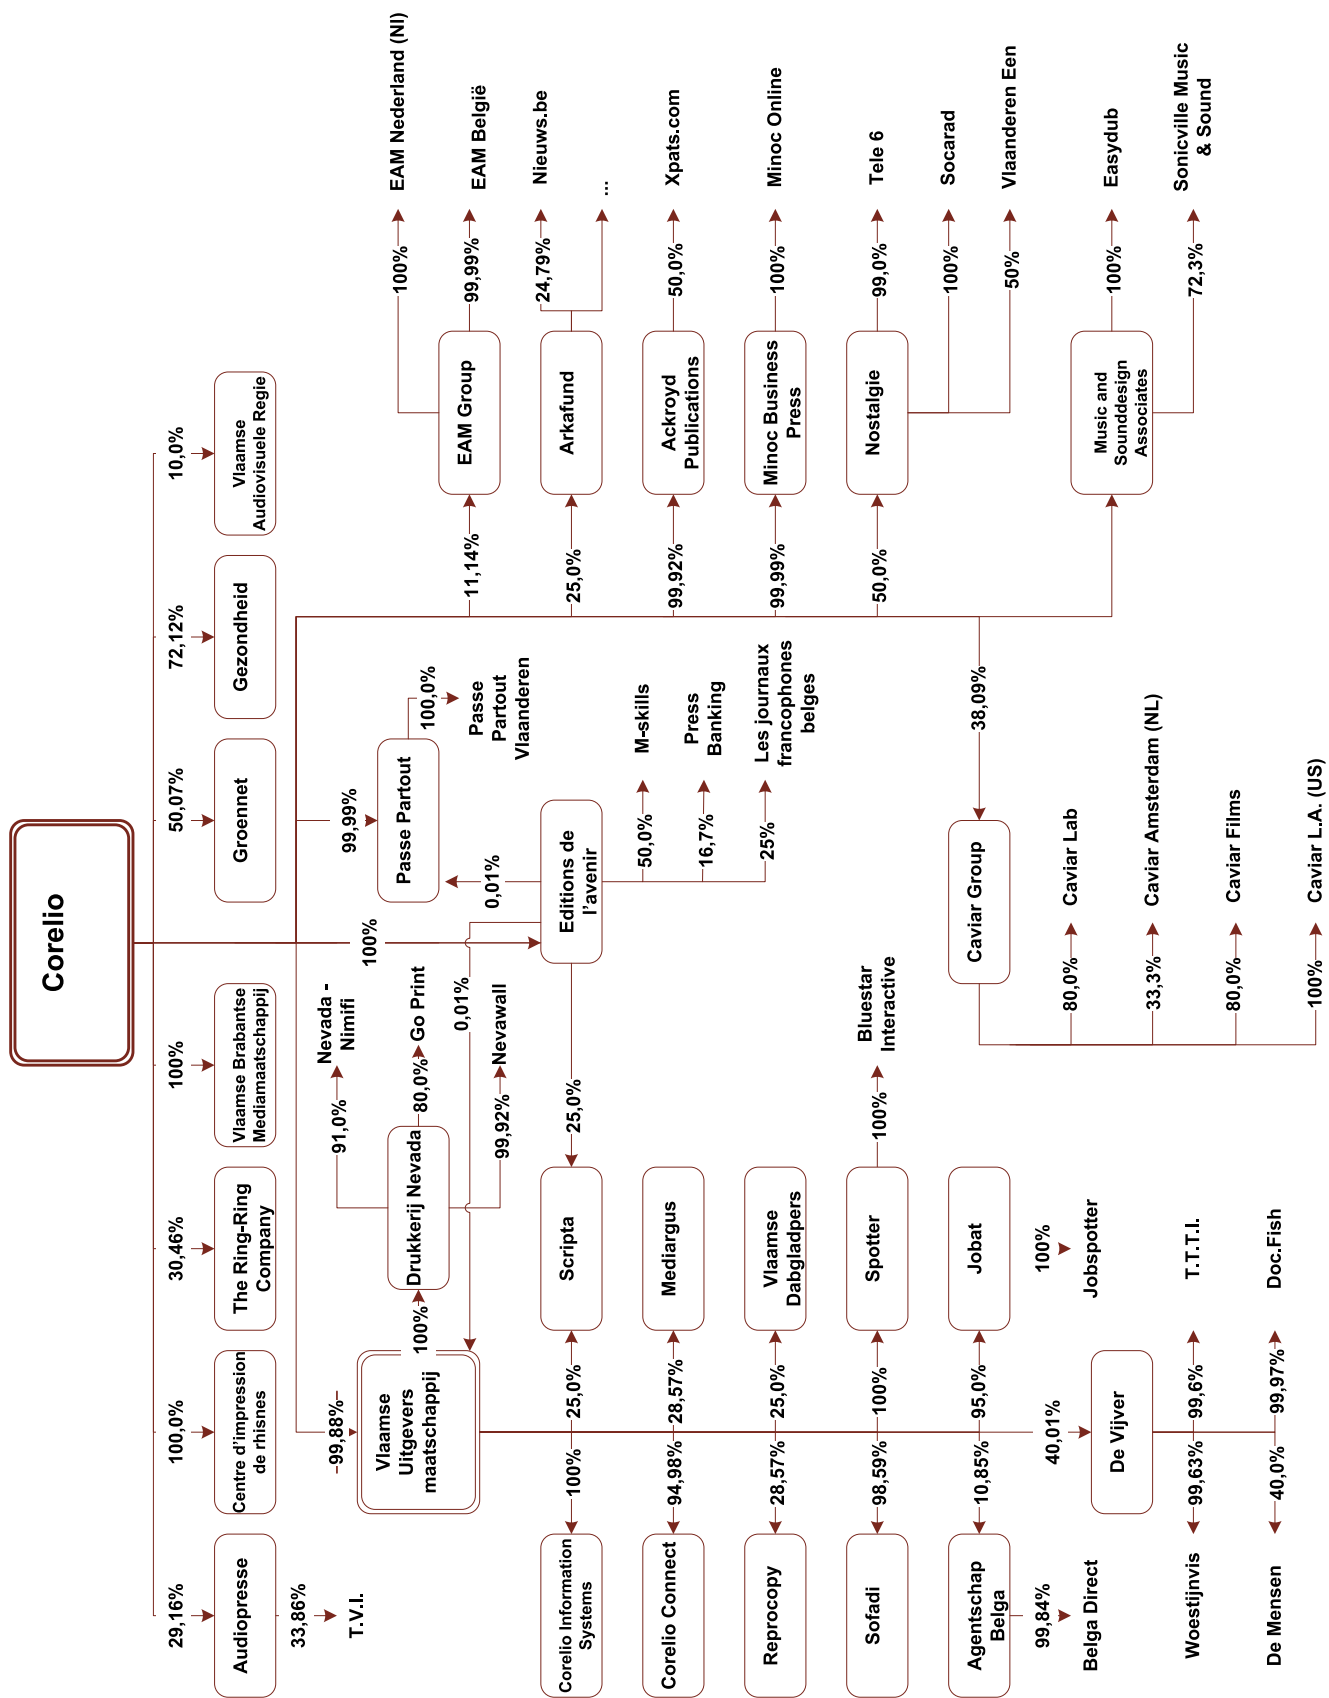 Corelio
29,16%
100,0%
30,46%
100%
50,07%
72,12%
10,0%
Audiopresse
Centre d'impression
de rhisnes
The Ring-Ring
Company
Vlaamse Brabantse
Mediamaatschappij
Groennet
Gezondheid
Vlaamse
Audiovisuele Regie
33,86%
T.V.I.
99,88%
Vlaamse
Uitgevers
maatschappij
100%
Drukkerij Nevada
91,0%
Nevada -
Nimifi
80,0%
Go Print
99,92%
Nevawall
0,01%
100%
99,99%
Passe Partout
100,0%
Passe
Partout
Vlaanderen
0,01%
Editions de
l'avenir
50,0%
M-skills
16,7%
Press
Banking
25%
Les journaux
francophones
belges
25,0%
100%
25,0%
Corelio Information
Systems
Scripta
94,98%
28,57%
Corelio Connect
Mediargus
28,57%
25,0%
Reprocopy
Vlaamse
Dabgladpers
98,59%
100%
Sofadi
Spotter
100%
Bluestar
Interactive
10,85%
95,0%
Agentschap
Belga
Jobat
99,84%
Belga Direct
100%
Jobspotter
40,01%
De Vijver
99,63%
99,6%
Woestijnvis
T.T.T.I.
40,0%
99,97%
De Mensen
Doc.Fish
11,14%
EAM Group
100%
EAM Nederland (Nl)
99,99%
EAM België
25,0%
Arkafund
24,79%
Nieuws.be
...
99,92%
Ackroyd
Publications
50,0%
Xpats.com
99,99%
Minoc Business
Press
100%
Minoc Online
50,0%
Nostalgie
99,0%
Tele 6
100%
Socarad
50%
Vlaanderen Een
Music and
Sounddesign
Associates
100%
Easydub
72,3%
Sonicville Music
& Sound
38,09%
Caviar Group
80,0%
Caviar Lab
33,3%
Caviar Amsterdam (NL)
80,0%
Caviar Films
100%
Caviar L.A. (US)